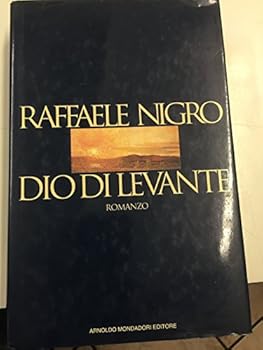 RAFFAELE NIGRO
DIO DI LEVANTE
ROMANZO
ARNOLDO MONDADORI EDITORE